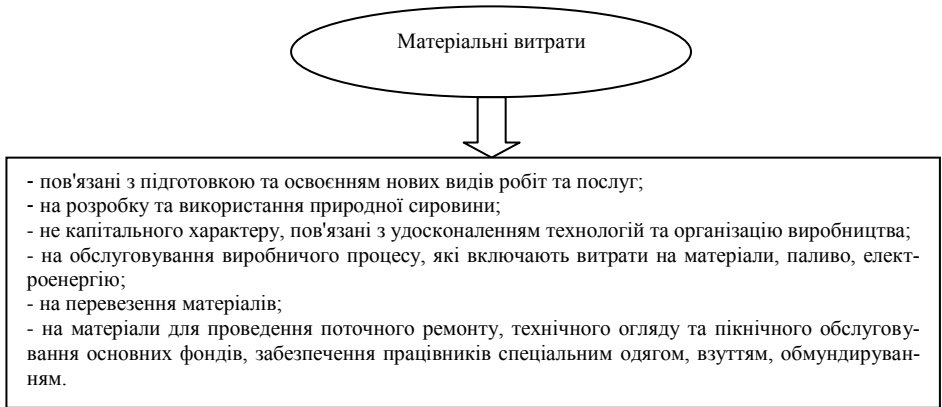 Матеріальні витрати
- пов'язані з підготовкою та освоєнням нових видів робіт та послуг;
- на розробку та використання природної сировини;
- не капітального характеру, пов'язані з удосконаленням технологій та організацію виробництва;
- на обслуговування виробничого процесу, які включають витрати на матеріали, паливо, елект-
роенергію;
- на перевезення матеріалів;
- на матеріали для проведення поточного ремонту, технічного огляду та пікнічного обслугову-
вання основних фондів, забезпечення працівників спеціальним одягом, взуттям, обмундируван-
ням.